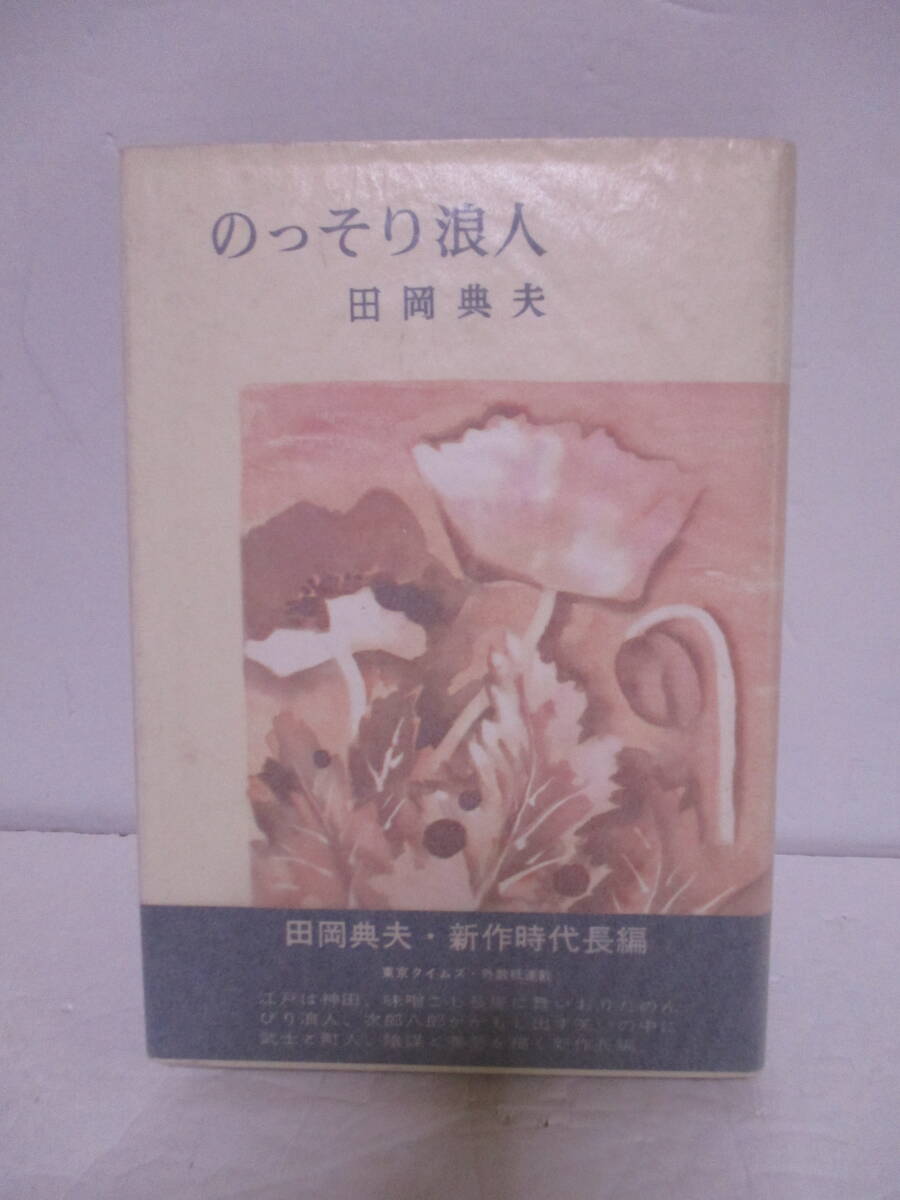 のっそり浪人
田岡典夫
田岡典夫・新作時代長編
東京タイムズ・外数紙連載
江戸は神田、味噌こし長屋に舞いおりたのん
びり浪人、次郎八郎がかもし出す笑いの中に
武士と町人、陰謀と善意を描く新作長編